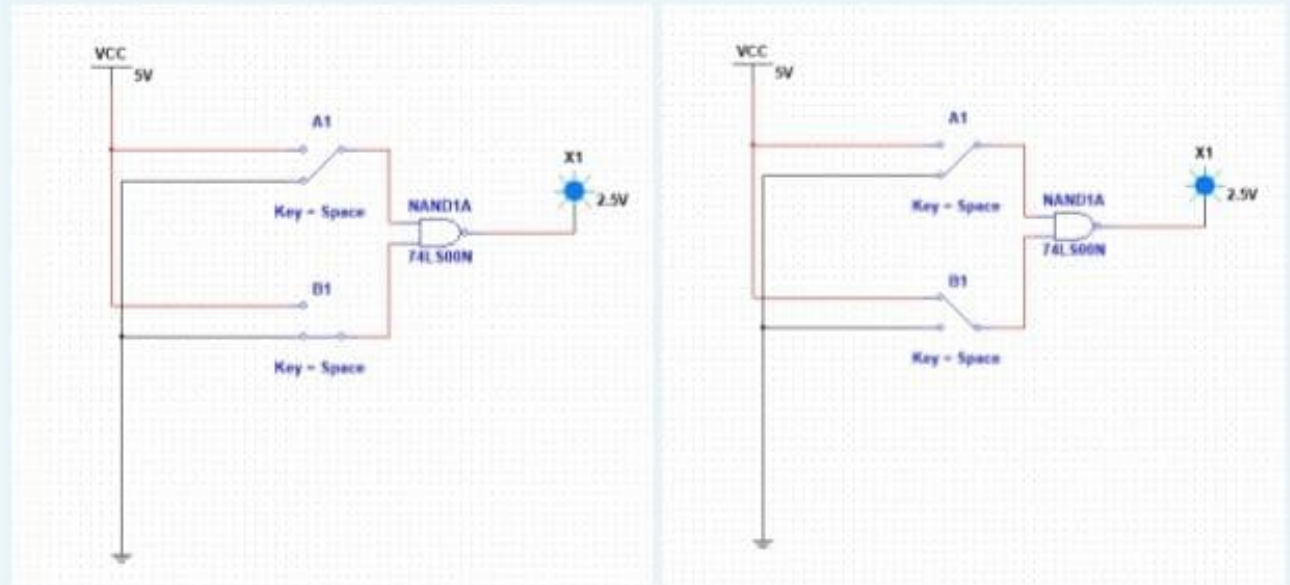 VCC
5V
A1
Key = Space
X1
2.5V
NAND1A
74LS00N
B1
Key = Space
VCC
5V
A1
Key = Space
X1
2.5V
NAND1A
74LS00N
B1
Key = Space